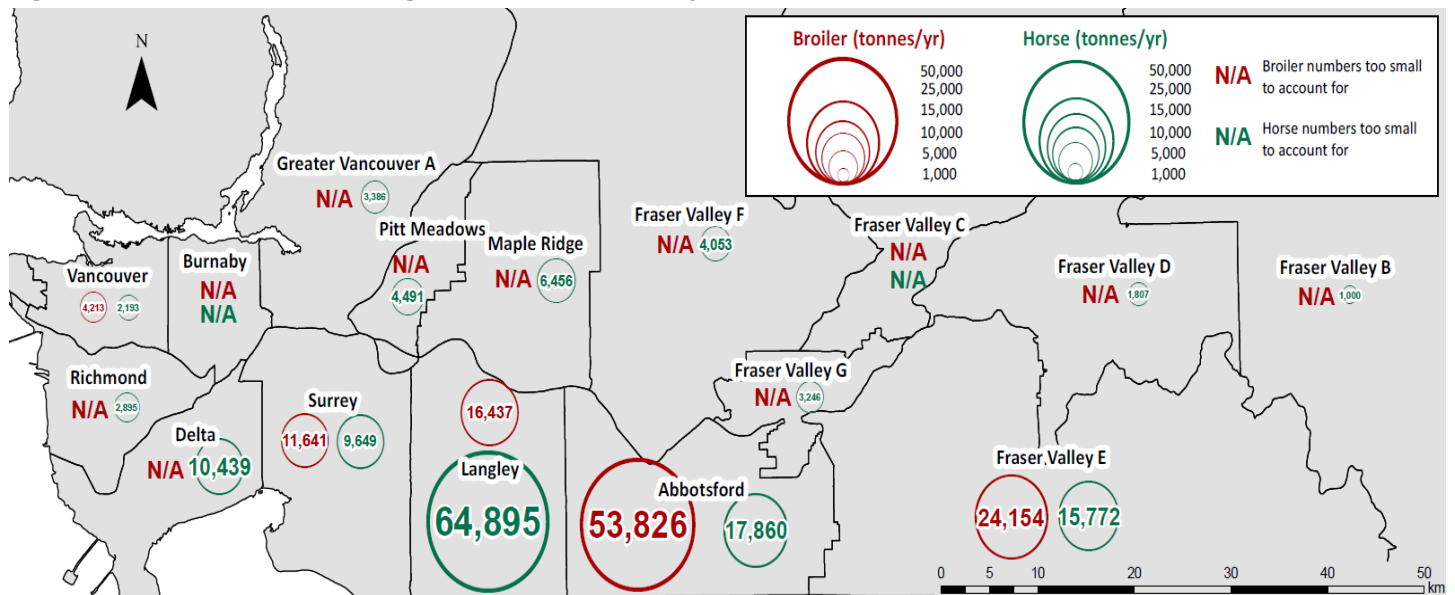 N
Broiler (tonnes/yr)
50,000
25,000
15,000
10,000
5,000
1,000
Horse (tonnes/yr)
50,000
25,000
15,000
10,000
5,000
1,000
N/A Broiler numbers too small
to account for
N/A Horse numbers too small
to account for
Greater Vancouver A
N/A 3,386
Pitt Meadows
N/A
4,491
Maple Ridge
N/A 6,456
Fraser Valley F
N/A 4,053
Fraser Valley C
N/A
N/A
Fraser Valley D
N/A 1,807
Fraser Valley B
N/A 1,000
Vancouver
4,213 2,193
Burnaby
N/A
N/A
Richmond
N/A 2,895
Delta
N/A 10,439
Surrey
11,641 9,649
16,437
Langley
64,895
Abbotsford
53,826 17,860
Fraser Valley G
N/A 3,246
Fraser Valley E
24,154 15,772
0 5 10 20 30 40 50
km